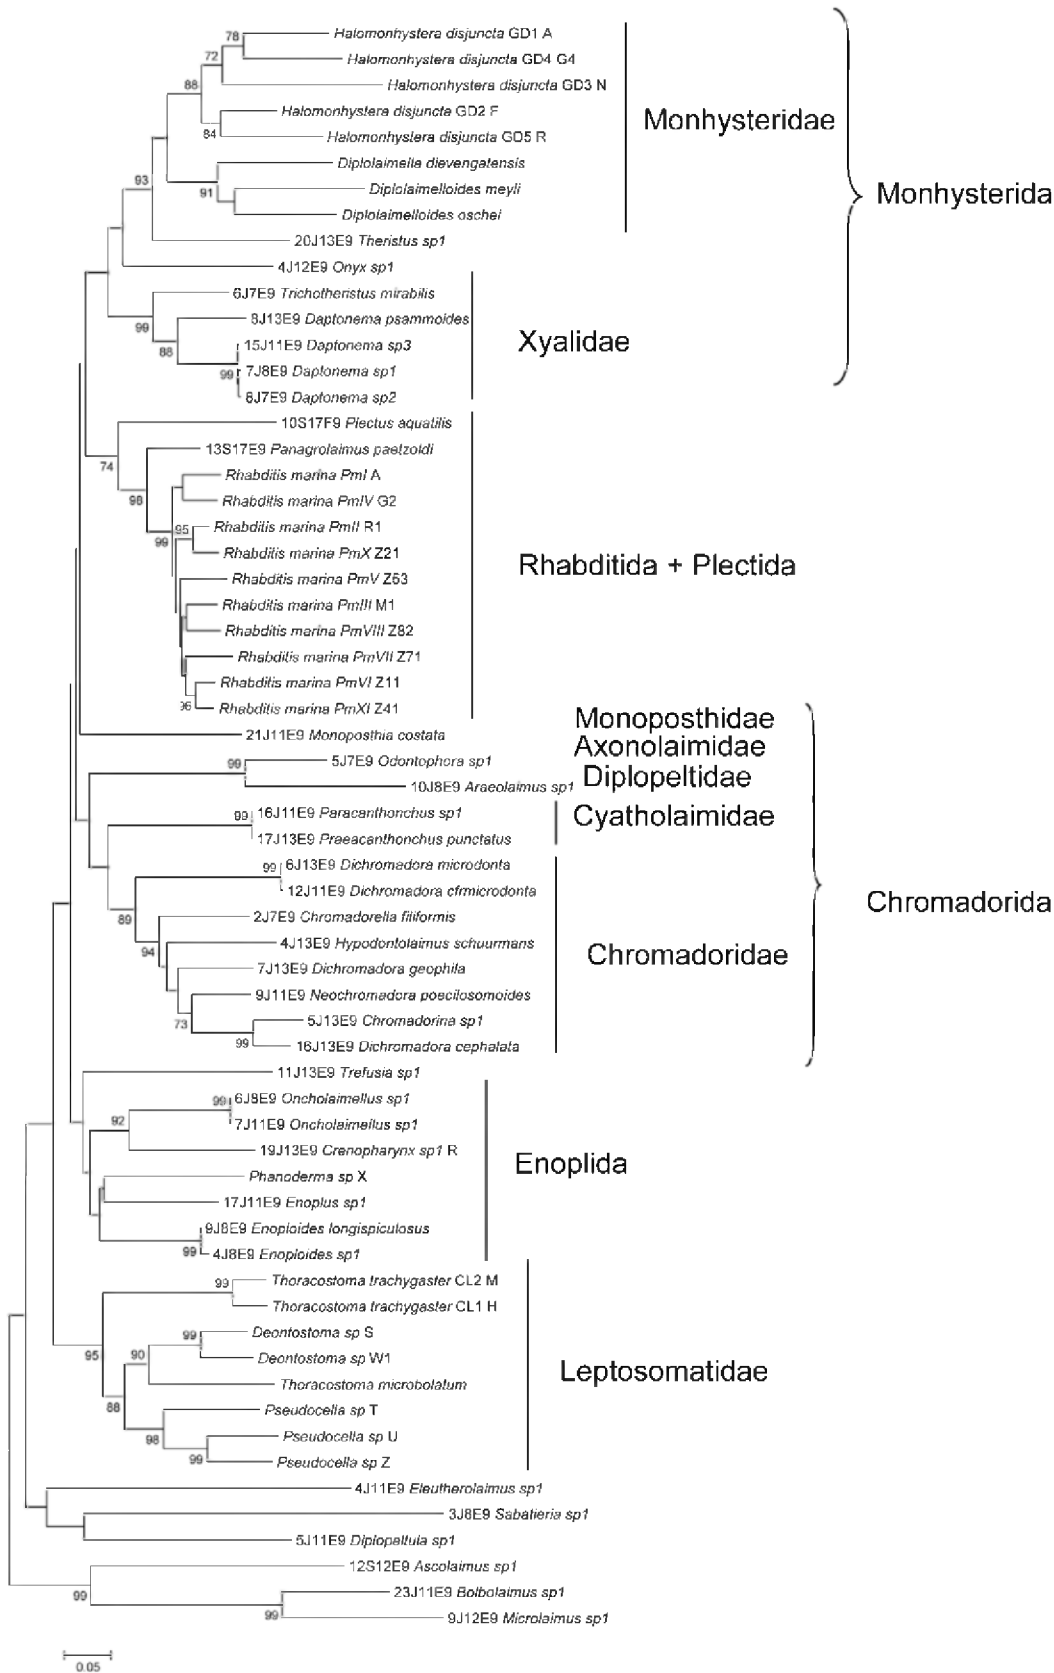 78
Halomonhystera disjuncta GD1 A
72
Halomonhystera disjuncta GD4 G4
88
Halomonhystera disjuncta GD3 N
Halomonhystera disjuncta GD2 F
84
Halomonhystera disjuncta GD5 R
Monhysteridae
Diplolaimella dievengatensis
93
91
Diplolaimelloides meyli
Monhysterida
Diplolaimelloides oschei
20J13E9 Theristus sp1
4J12E9 Onyx sp1
6J7E9 Trichotheristus mirabilis
99
8J13E9 Daptonema psammoides
88
15J11E9 Daptonema sp3
Xyalidae
99
7J8E9 Daptonema sp1
8J7E9 Daptonema sp2
10S17F9 Plectus aquatilis
74
13S17E9 Panagrolaimus paetzoldi
98
Rhabditis marina PmI A
Rhabditis marina PmIV G2
95
Rhabditis marina PmII R1
99
Rhabditis marina PmX Z21
Rhabditida + Plectida
Rhabditis marina PmV Z53
Rhabditis marina PmIII M1
Rhabditis marina PmVIII Z82
Rhabditis marina PmVII Z71
Rhabditis marina PmVI Z11
96
Rhabditis marina PmXI Z41
Monoposthidae
21J11E9 Monoposthia costata
Axonolaimidae
99
5J7E9 Odontophora sp1
Diplopeltidae
10J8E9 Araeolaimus sp1
99
16J11E9 Paracanthonchus sp1
Cyatholaimidae
17J13E9 Praeacanthonchus punctatus
99
6J13E9 Dichromadora microdonta
12J11E9 Dichromadora cfrmicrodonta
89
2J7E9 Chromadorella filiformis
Chromadorida
94
4J13E9 Hypodontolaimus schuurmans
Chromadoridae
7J13E9 Dichromadora geophila
9J11E9 Neochromadora poecilosomoides
73
5J13E9 Chromadorina sp1
99
16J13E9 Dichromadora cephalata
11J13E9 Trefusia sp1
99
6J8E9 Oncholaimellus sp1
92
7J11E9 Oncholaimellus sp1
19J13E9 Crenopharynx sp1 R
Enoplida
Phanoderma sp X
17J11E9 Enoplus sp1
9J8E9 Enoploides longispiculosus
99
4J8E9 Enoploides sp1
99
Thoracostoma trachygaster CL2 M
Thoracostoma trachygaster CL1 H
99
Deontostoma sp S
95
90
Deontostoma sp W1
Leptosomatidae
Thoracostoma microbolatum
88
Pseudocella sp T
98
Pseudocella sp U
99
Pseudocella sp Z
4J11E9 Eleutherolaimus sp1
3J8E9 Sabatieria sp1
5J11E9 Diplopeltula sp1
12S12E9 Ascolaimus sp1
99
23J11E9 Bolbolaimus sp1
99
9J12E9 Microlaimus sp1
0.05